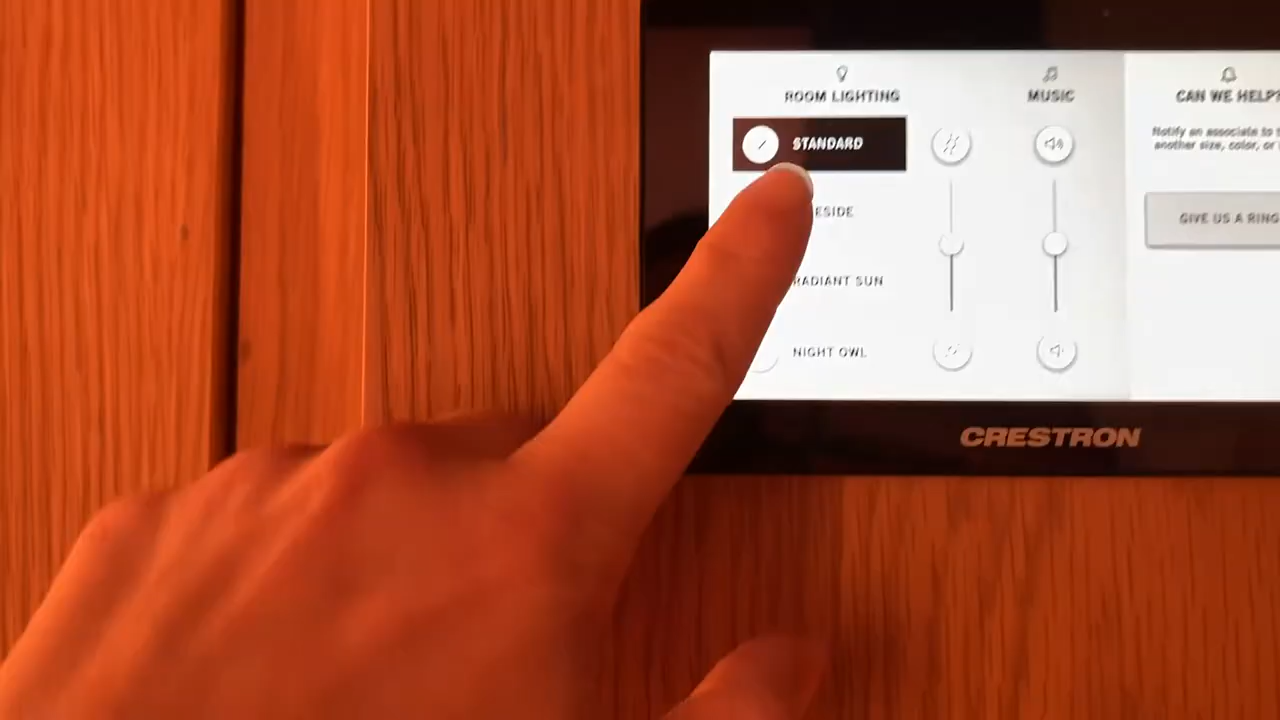 ROOM LIGHTING
STANDARD
ESIDE
RADIANT SUN
NIGHT OWL
MUSIC
CAN WE HELP?
Notify an associate to
another size, color, or
GIVE US A RING
CRESTRON